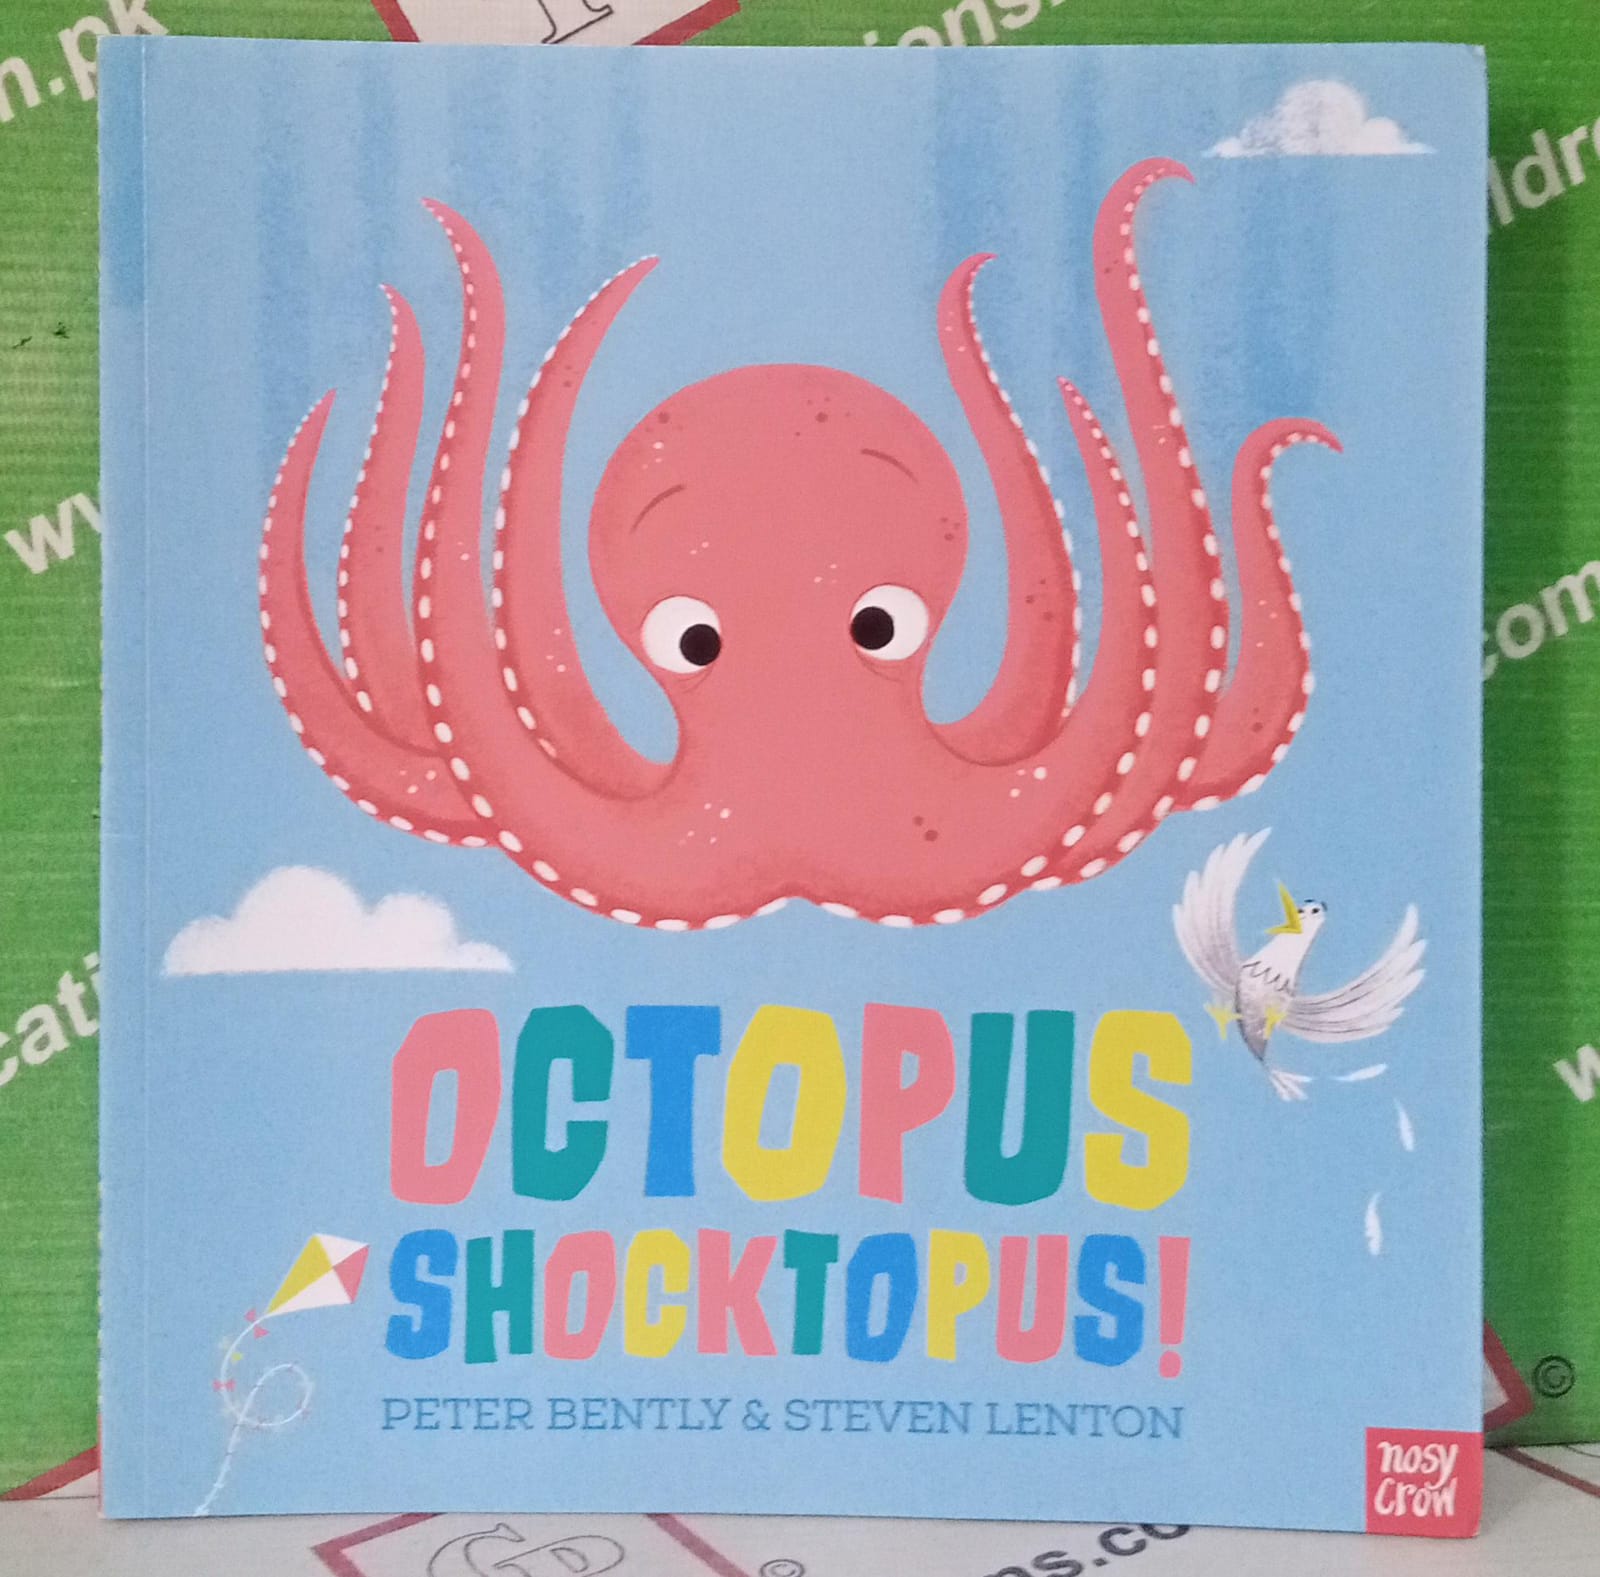 OCTOPUS
SHOCKTOPUS!
PETER BENTLY & STEVEN LENTON
nosy
crow